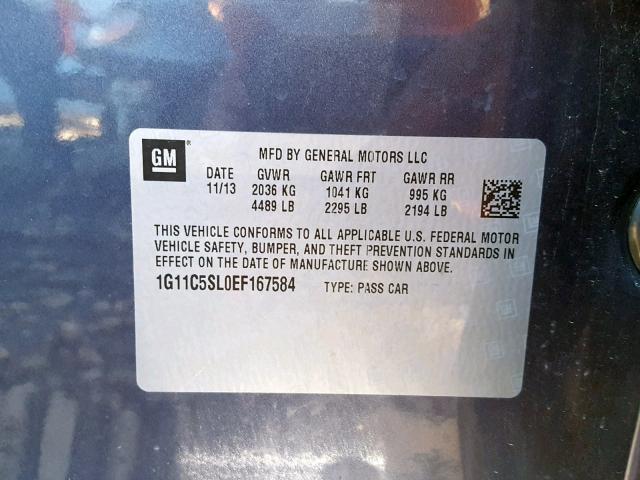 GM ® MFD BY GENERAL MOTORS LLC
DATE GVWR GAWR FRT GAWR RR
11/13 2036 KG 1041 KG 995 KG
4489 LB 2295 LB 2194 LB
THIS VEHICLE CONFORMS TO ALL APPLICABLE U.S. FEDERAL MOTOR
VEHICLE SAFETY, BUMPER, AND THEFT PREVENTION STANDARDS IN
EFFECT ON THE DATE OF MANUFACTURE SHOWN ABOVE.
1G11C5SL0EF167584 TYPE: PASS CAR